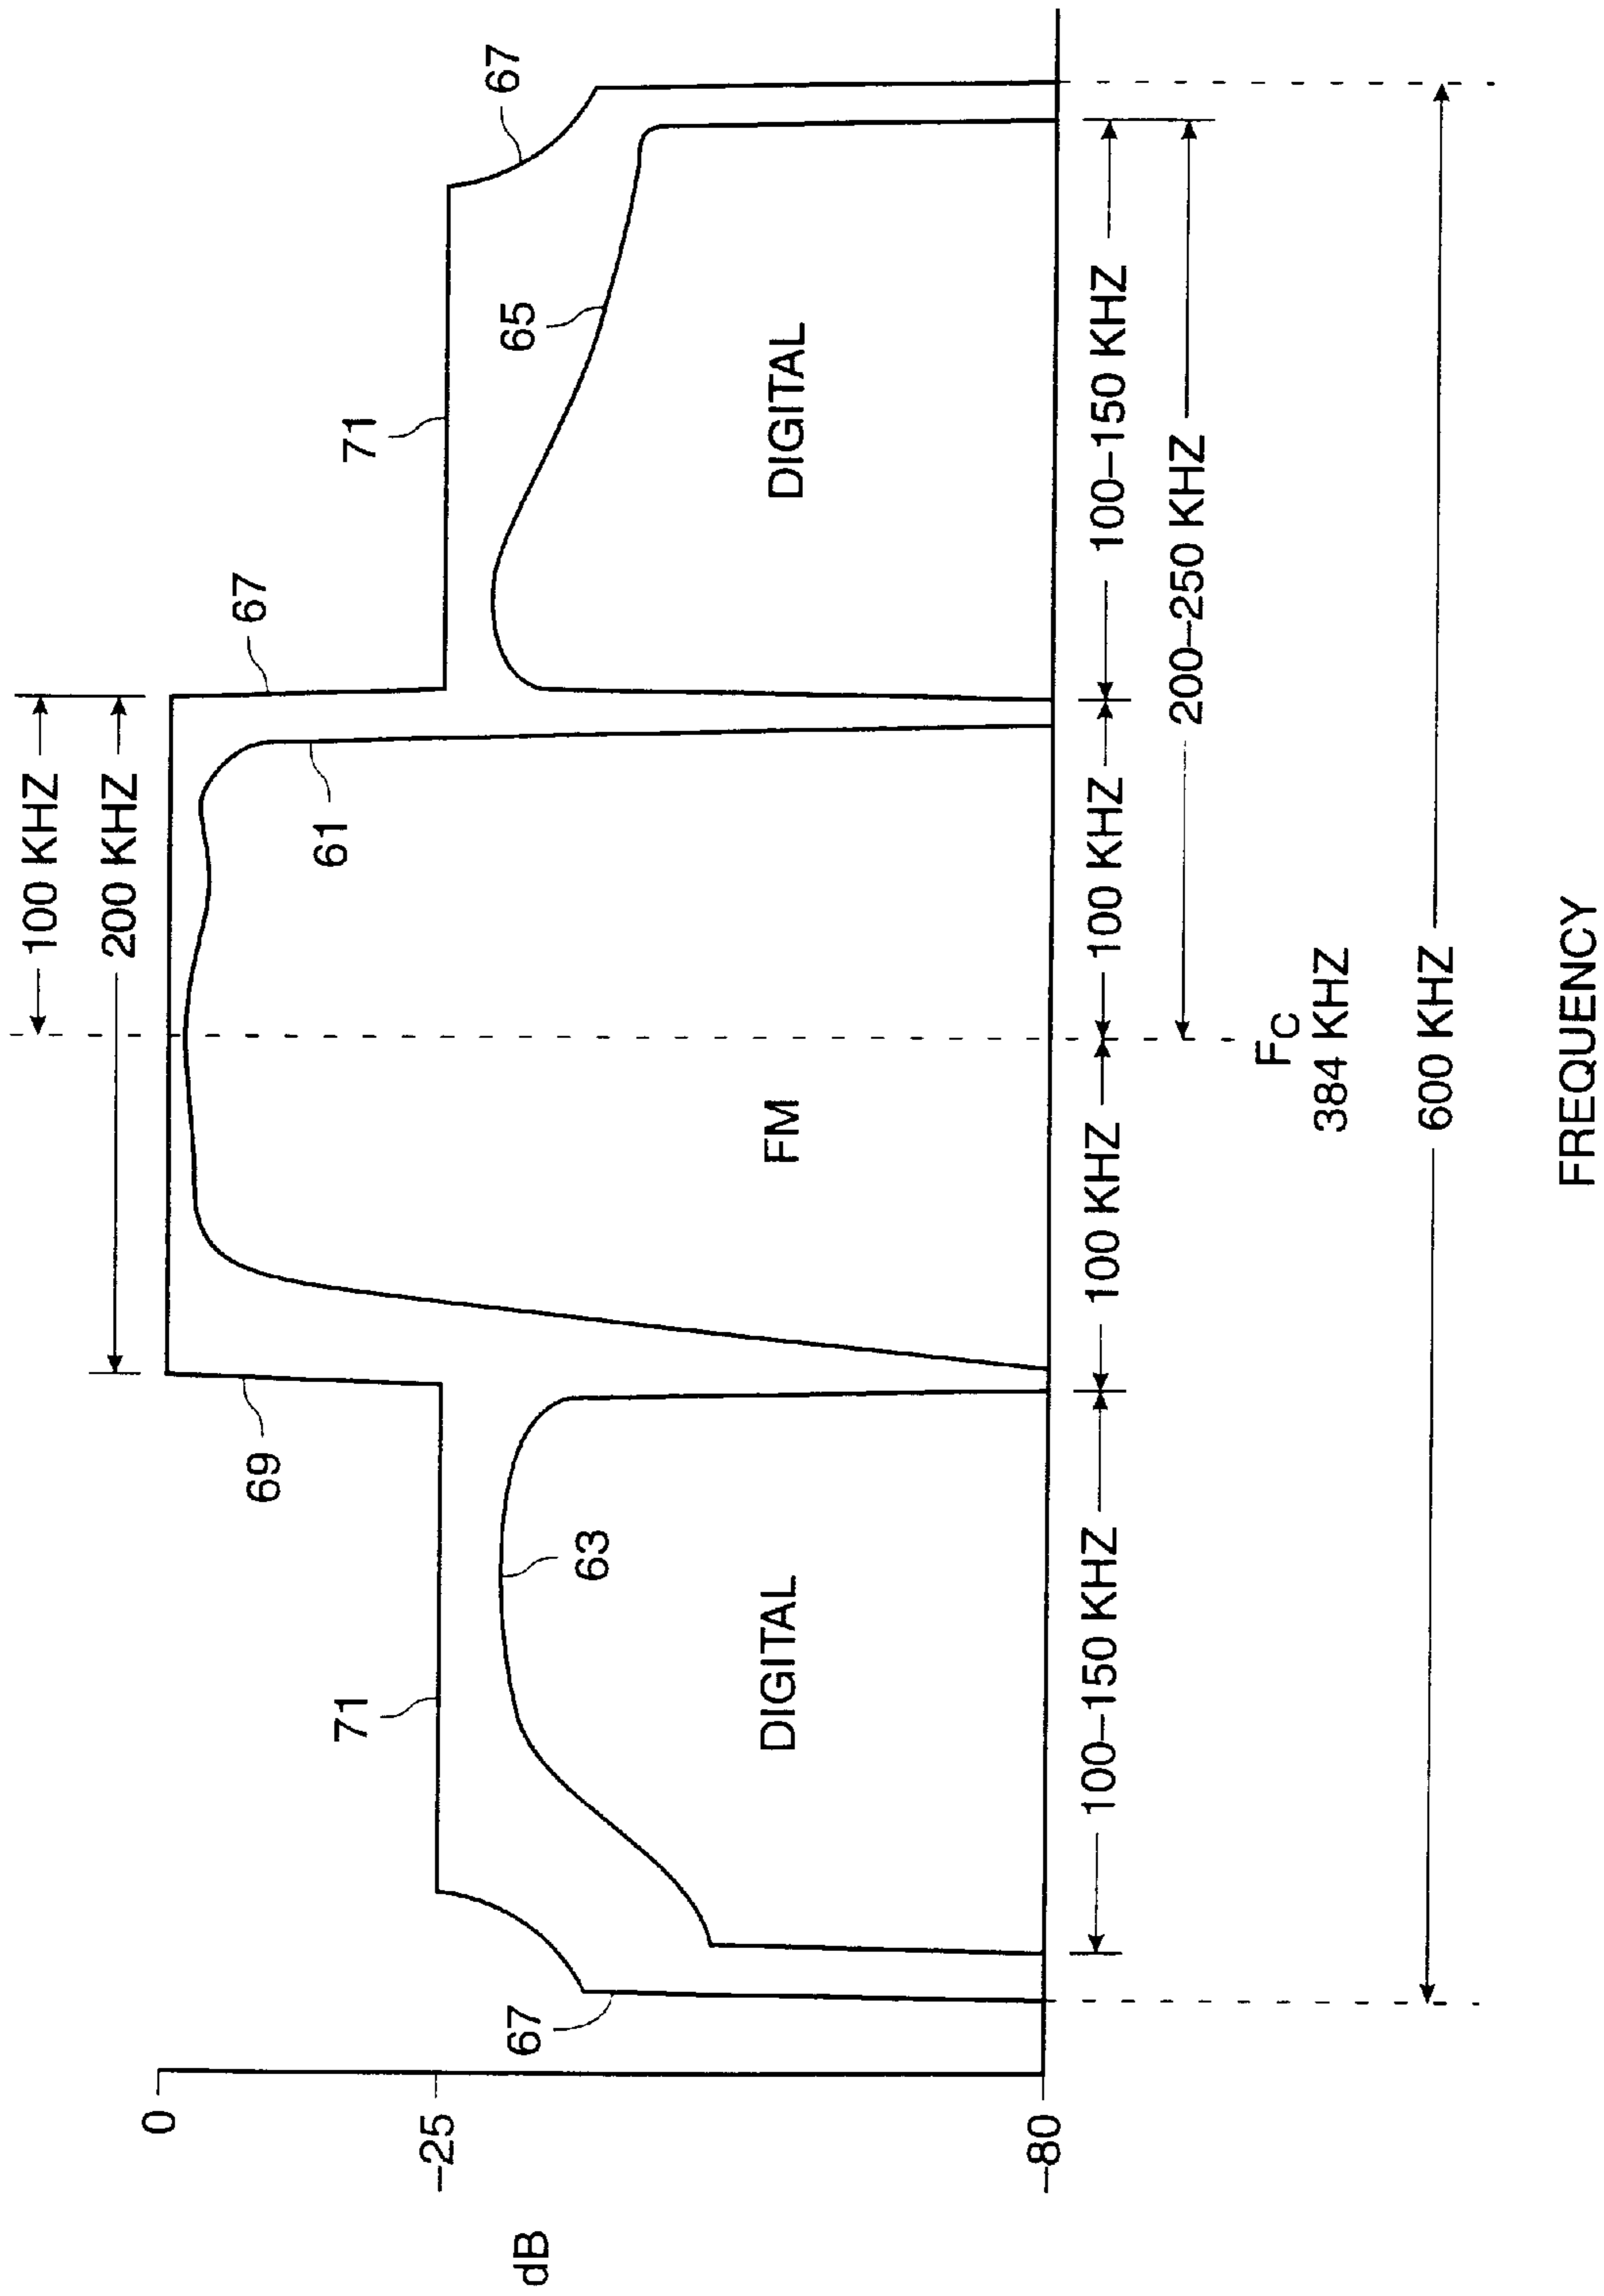 100 KHZ
200 KHZ
0
67
67
69
71
71
-25
61
65
67
63
dB
DIGITAL
FM
DIGITAL
-80
100-150 KHZ
100 KHZ
100 KHZ
100-150 KHZ
200-250 KHZ
FC
384 KHZ
600 KHZ
FREQUENCY